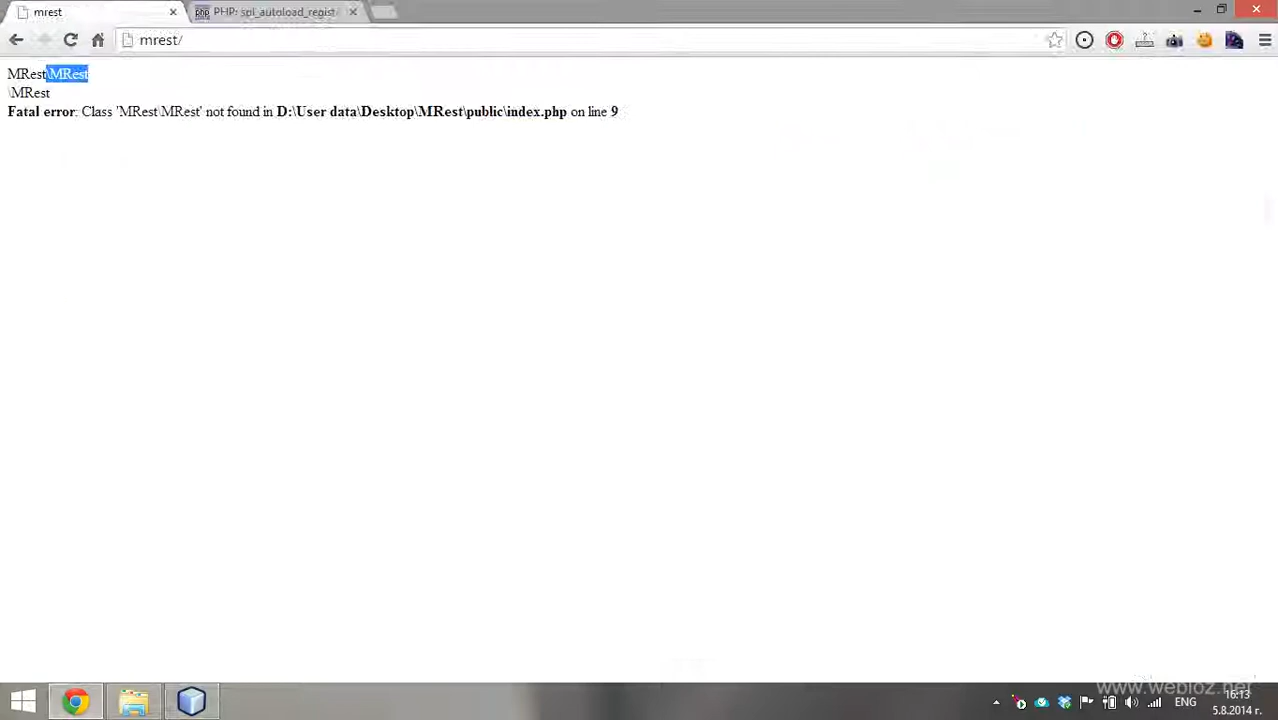 mrest
PHP: spl_autoload_regist
mrest/
MRest\MRest
\MRest
Fatal error: Class 'MRest\MRest' not found in D:\User data\Desktop\MRest\public\index.php on line 9
www.webloz.net
ENG
16:13
5.8.2014 г.